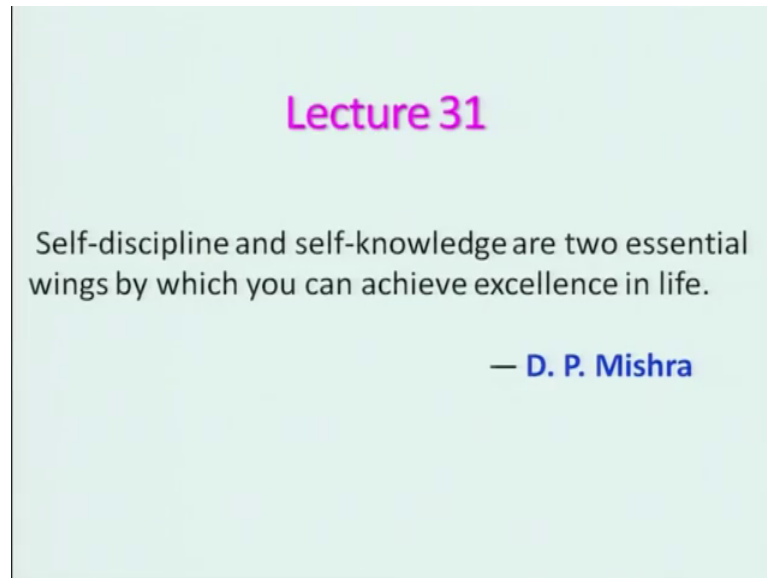 Lecture 31
Self-discipline and self-knowledge are two essential
wings by which you can achieve excellence in life.
— D. P. Mishra